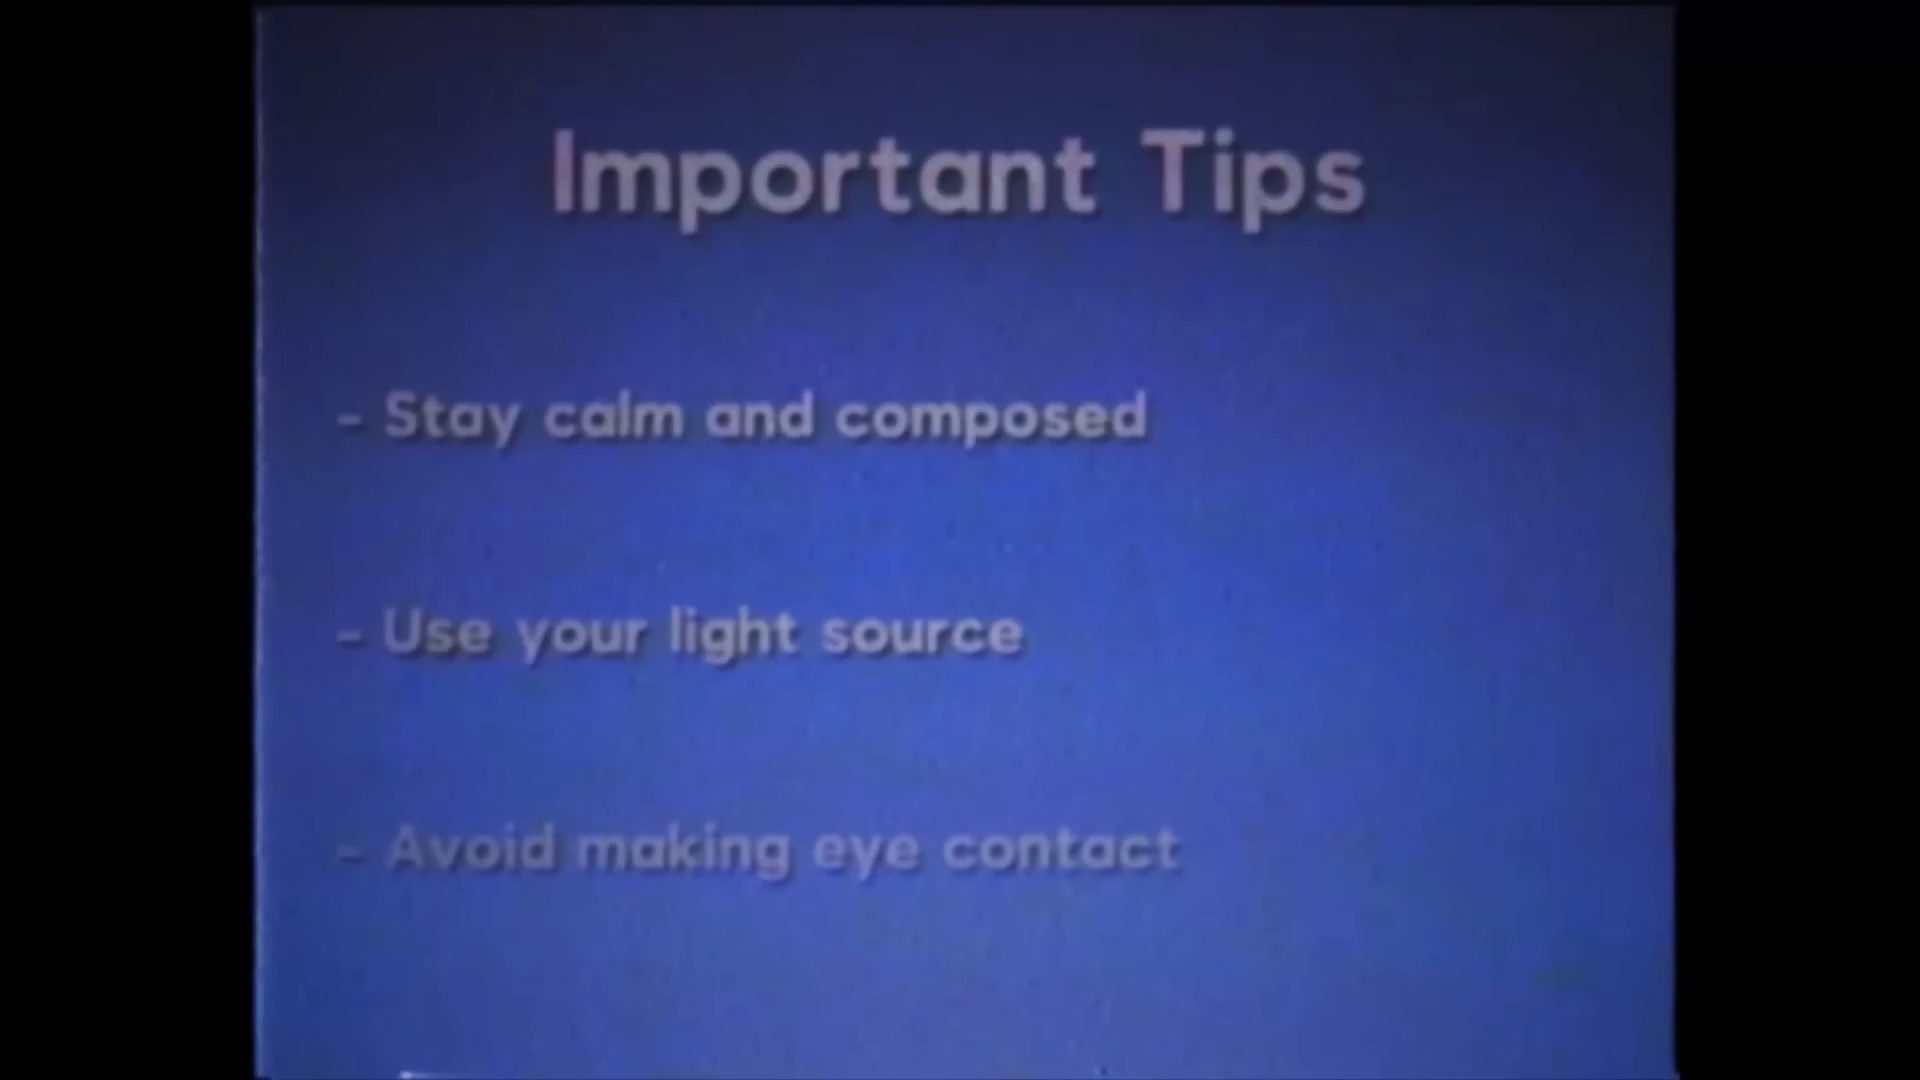 Important Tips
- Stay calm and composed
- Use your light source
- Avoid making eye contact